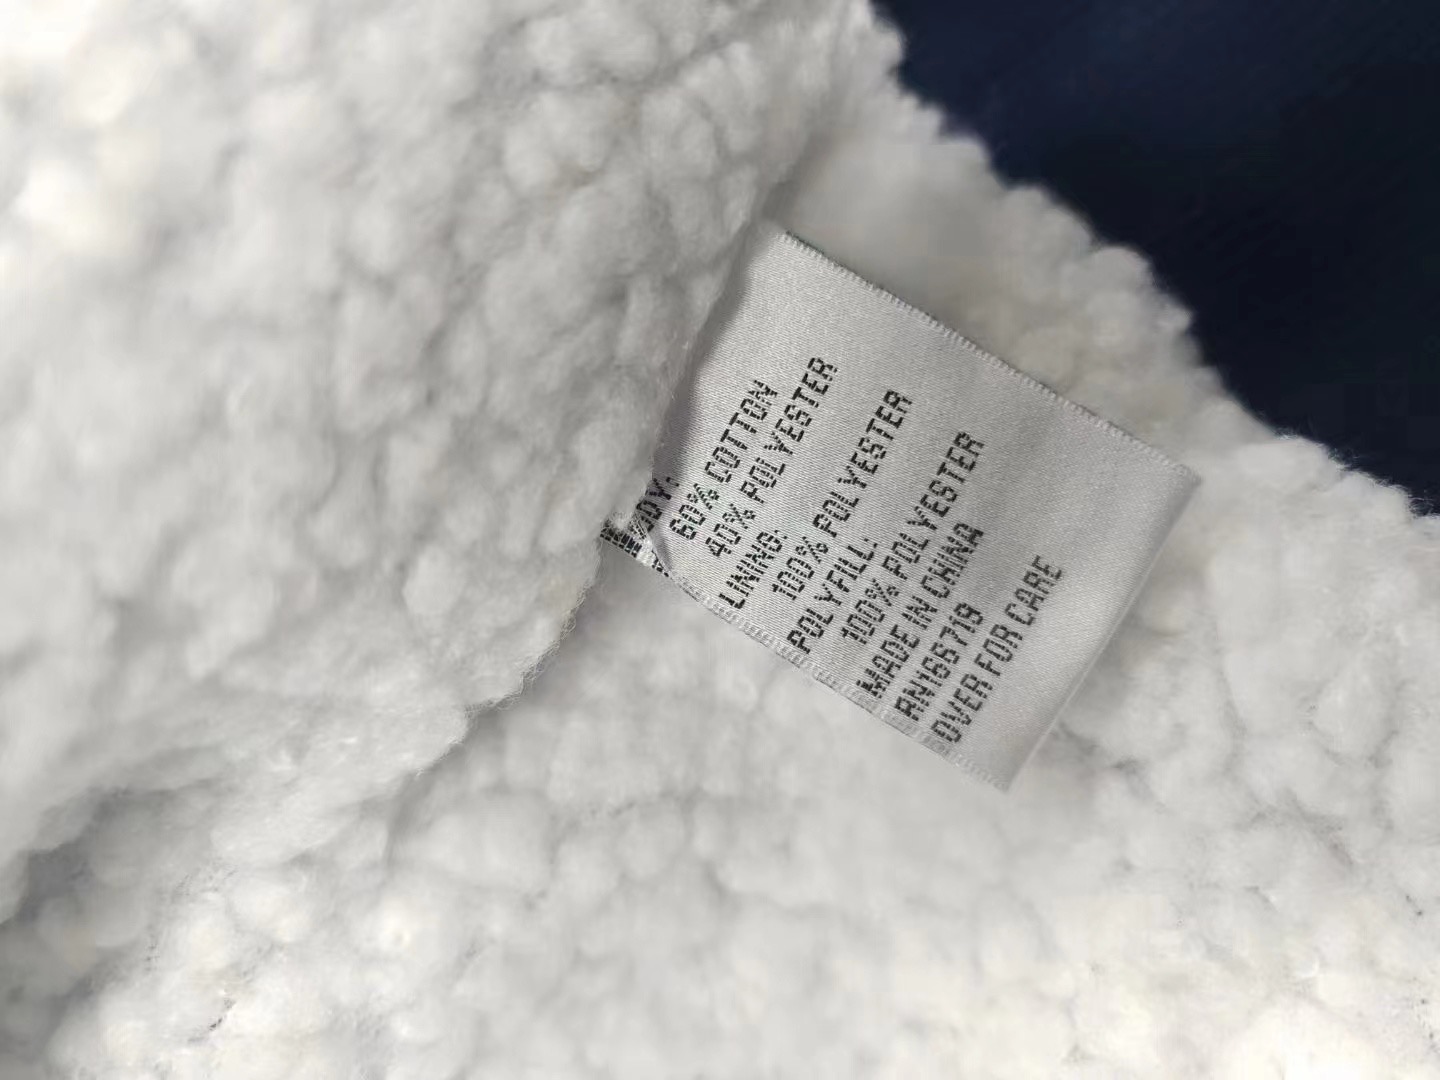 60% COTTON
40% POLYESTER
LINING:
100% POLYESTER
POLYFILL:
100% POLYESTER
MADE IN CHINA
RN166719
OVER FOR CARE